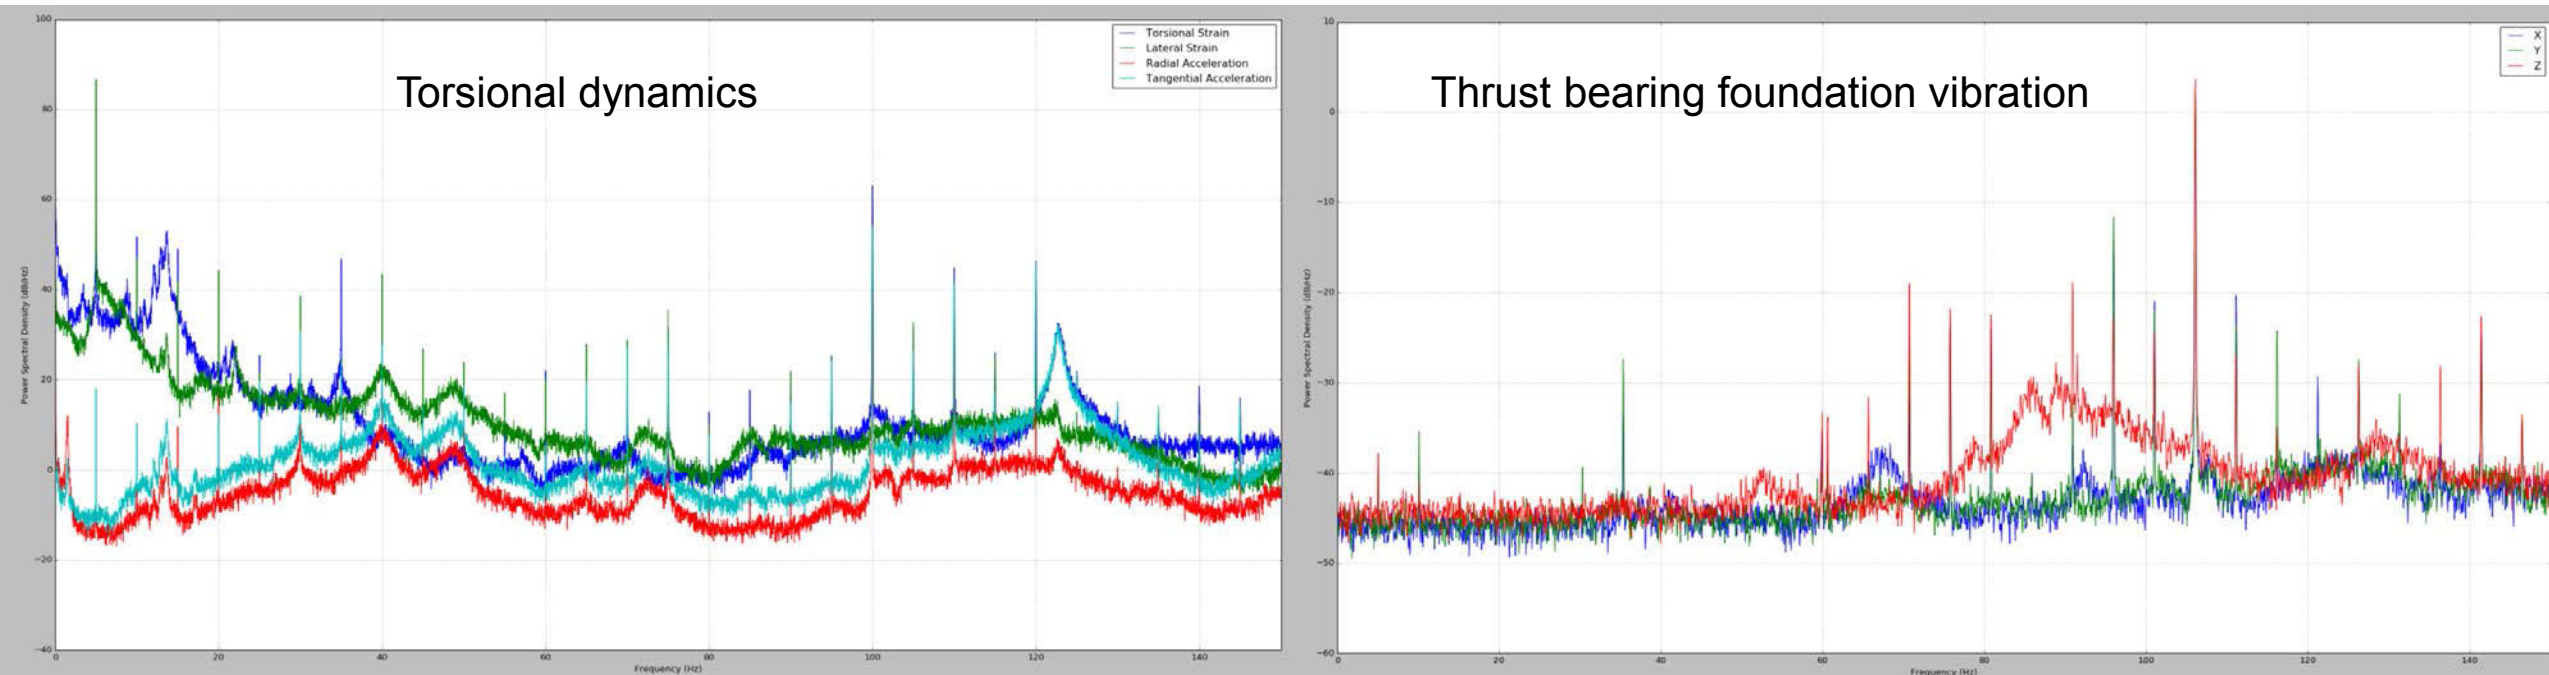 Torsional dynamics
Torsional Strain
Lateral Strain
Radial Acceleration
Tangential Acceleration
100
80
60
40
20
0
−20
−40
Power Spectral Density (dB/Hz)
0 20 40 60 80 100 120 140
Frequency (Hz)
Thrust bearing foundation vibration
X
Y
Z
10
0
−10
−20
−30
−40
−50
−60
Power Spectral Density (dB/Hz)
0 20 40 60 80 100 120 140
Frequency (Hz)